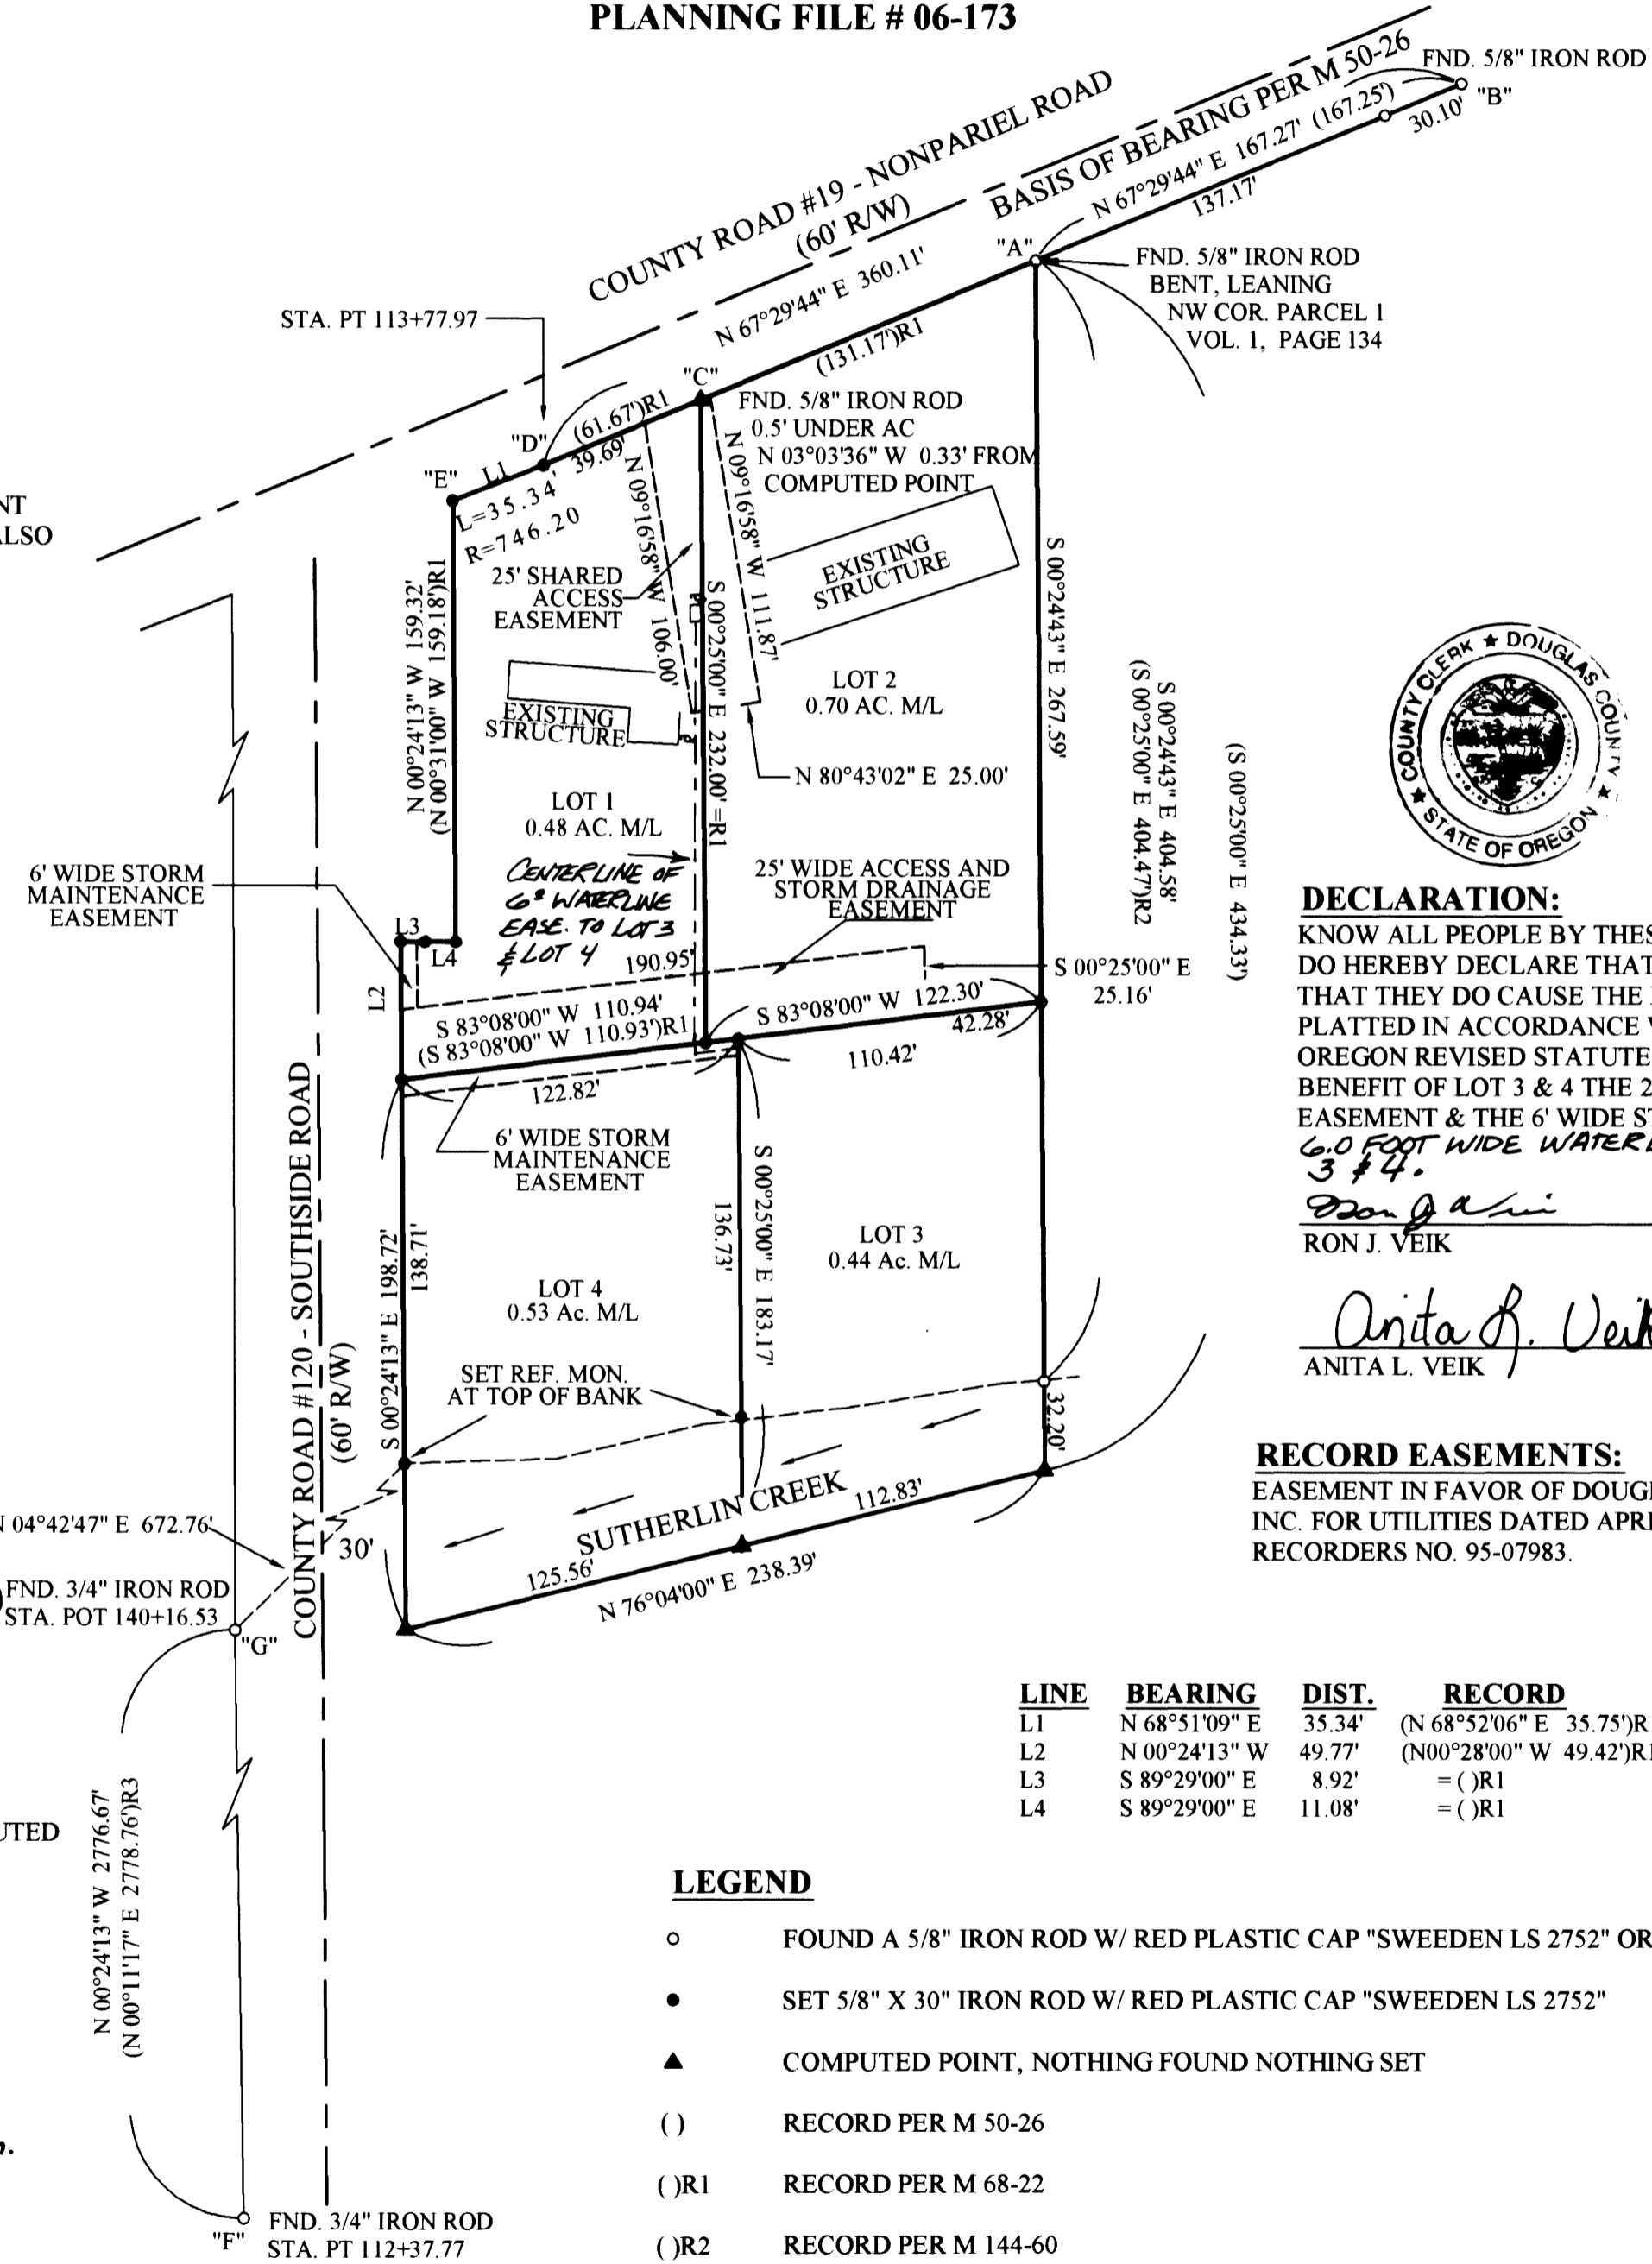 PLANNING FILE # 06-173
BASIS OF BEARING PER M 50-26
FND. 5/8" IRON ROD
"B"
N 67°29'44" E 167.27' (167.25')
30.10'
137.17'
COUNTY ROAD #19 - NONPARIEL ROAD
(60' R/W)
"A"
FND. 5/8" IRON ROD
BENT, LEANING
NW COR. PARCEL 1
VOL. 1, PAGE 134
N 67°29'44" E 360.11'
(131.17')R1
STA. PT 113+77.97
"C"
FND. 5/8" IRON ROD
0.5' UNDER AC
N 03°03'36" W 0.33' FROM
COMPUTED POINT
"D"
(61.67')R1
39.69'
"E"
L1
L=35.34'
R=746.20
NT
ALSO
N 09°16'58" W 106.00'
N 09°16'58" W 111.87'
EXISTING
STRUCTURE
25' SHARED
ACCESS
EASEMENT
N 00°24'13" W 159.32'
(N 00°31'00" W 159.18')R1
S 00°25'00" E 232.00' =R1
S 00°24'43" E 267.59'
S 00°24'43" E 404.58'
(S 00°25'00" E 404.47')R2
(S 00°25'00" E 434.33')
EXISTING
STRUCTURE
LOT 2
0.70 AC. M/L
N 80°43'02" E 25.00'
LOT 1
0.48 AC. M/L
CENTERLINE OF
WATERLINE
EASE. TO LOT 3
& LOT 4
6' WIDE STORM
MAINTENANCE
EASEMENT
25' WIDE ACCESS AND
STORM DRAINAGE
EASEMENT
L3
L4
L2
190.95'
S 00°25'00" E
25.16'
S 83°08'00" W 110.94'
(S 83°08'00" W 110.93')R1
S 83°08'00" W 122.30'
42.28'
110.42'
122.82'
6' WIDE STORM
MAINTENANCE
EASEMENT
COUNTY ROAD #120 - SOUTHSIDE ROAD
(60' R/W)
S 00°24'13" E 198.72'
138.71'
136.73'
S 00°25'00" E 183.17'
LOT 3
0.44 Ac. M/L
LOT 4
0.53 Ac. M/L
SET REF. MON.
AT TOP OF BANK
32.20'
SUTHERLIN CREEK
112.83'
125.56'
N 76°04'00" E 238.39'
N 04°42'47" E 672.76'
30'
FND. 3/4" IRON ROD
STA. POT 140+16.53
"G"
N 00°24'13" W 2776.67'
(N 00°11'17" E 2778.76')R3
UTED
"F"
FND. 3/4" IRON ROD
STA. PT 112+37.77
COUNTY CLERK ★ DOUGLAS COUNTY ★ STATE OF OREGON ★
DECLARATION:
KNOW ALL PEOPLE BY THES
DO HEREBY DECLARE THAT
THAT THEY DO CAUSE THE
PLATTED IN ACCORDANCE
OREGON REVISED STATUTE
BENEFIT OF LOT 3 & 4 THE 2
EASEMENT & THE 6' WIDE S
6.0 FOOT WIDE WATER
3 & 4.
RON J. VEIK
Anita L. Veik
ANITA L. VEIK
RECORD EASEMENTS:
EASEMENT IN FAVOR OF DOUG
INC. FOR UTILITIES DATED APR
RECORDERS NO. 95-07983.
LINE BEARING DIST. RECORD
L1 N 68°51'09" E 35.34' (N 68°52'06" E 35.75')R
L2 N 00°24'13" W 49.77' (N00°28'00" W 49.42')R1
L3 S 89°29'00" E 8.92' = ( )R1
L4 S 89°29'00" E 11.08' = ( )R1
LEGEND
FOUND A 5/8" IRON ROD W/ RED PLASTIC CAP "SWEEDEN LS 2752" OR
SET 5/8" X 30" IRON ROD W/ RED PLASTIC CAP "SWEEDEN LS 2752"
COMPUTED POINT, NOTHING FOUND NOTHING SET
( ) RECORD PER M 50-26
( )R1 RECORD PER M 68-22
( )R2 RECORD PER M 144-60